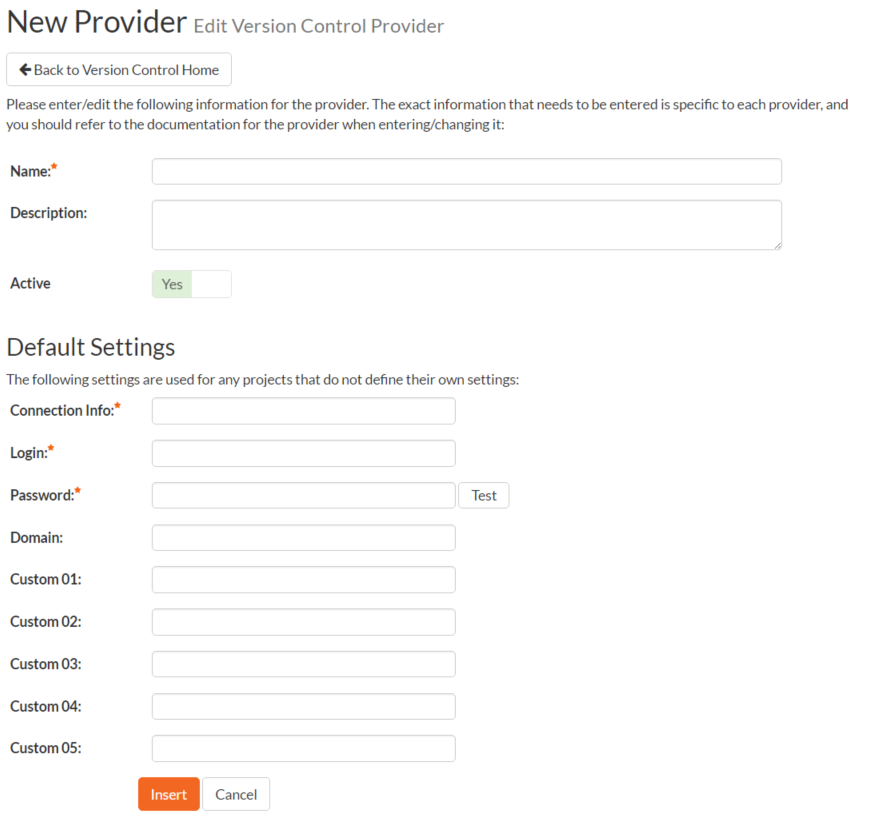 New Provider Edit Version Control Provider
Back to Version Control Home
Please enter/edit the following information for the provider. The exact information that needs to be entered is specific to each provider, and
you should refer to the documentation for the provider when entering/changing it:
Name:*
Description:
Active Yes
Default Settings
The following settings are used for any projects that do not define their own settings:
Connection Info:*
Login:*
Password:* Test
Domain:
Custom 01:
Custom 02:
Custom 03:
Custom 04:
Custom 05:
Insert Cancel